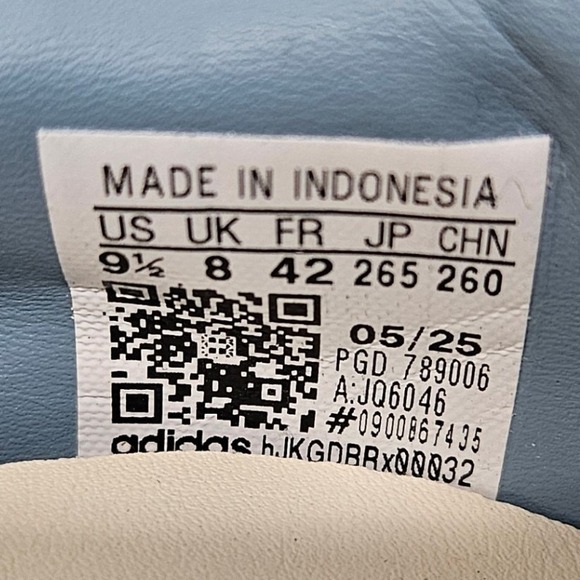 MADE IN INDONESIA
US UK FR JP CHN
9½ 8 42 265 260
05/25
PGD 789006
A:JQ6046
#0900867435
adidas hJKGDBRx00032